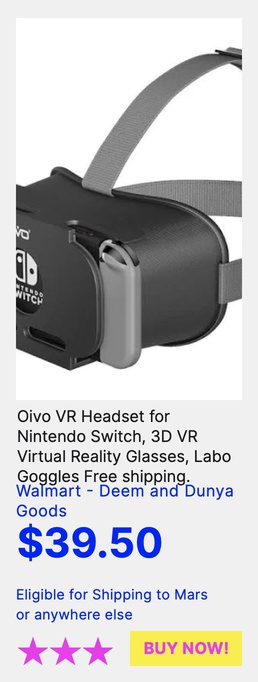 VO
NINTENDO
SWITCH
Oivo VR Headset for
Nintendo Switch, 3D VR
Virtual Reality Glasses, Labo
Goggles Free shipping.
Walmart - Deem and Dunya
Goods
$39.50
Eligible for Shipping to Mars
or anywhere else
BUY NOW!